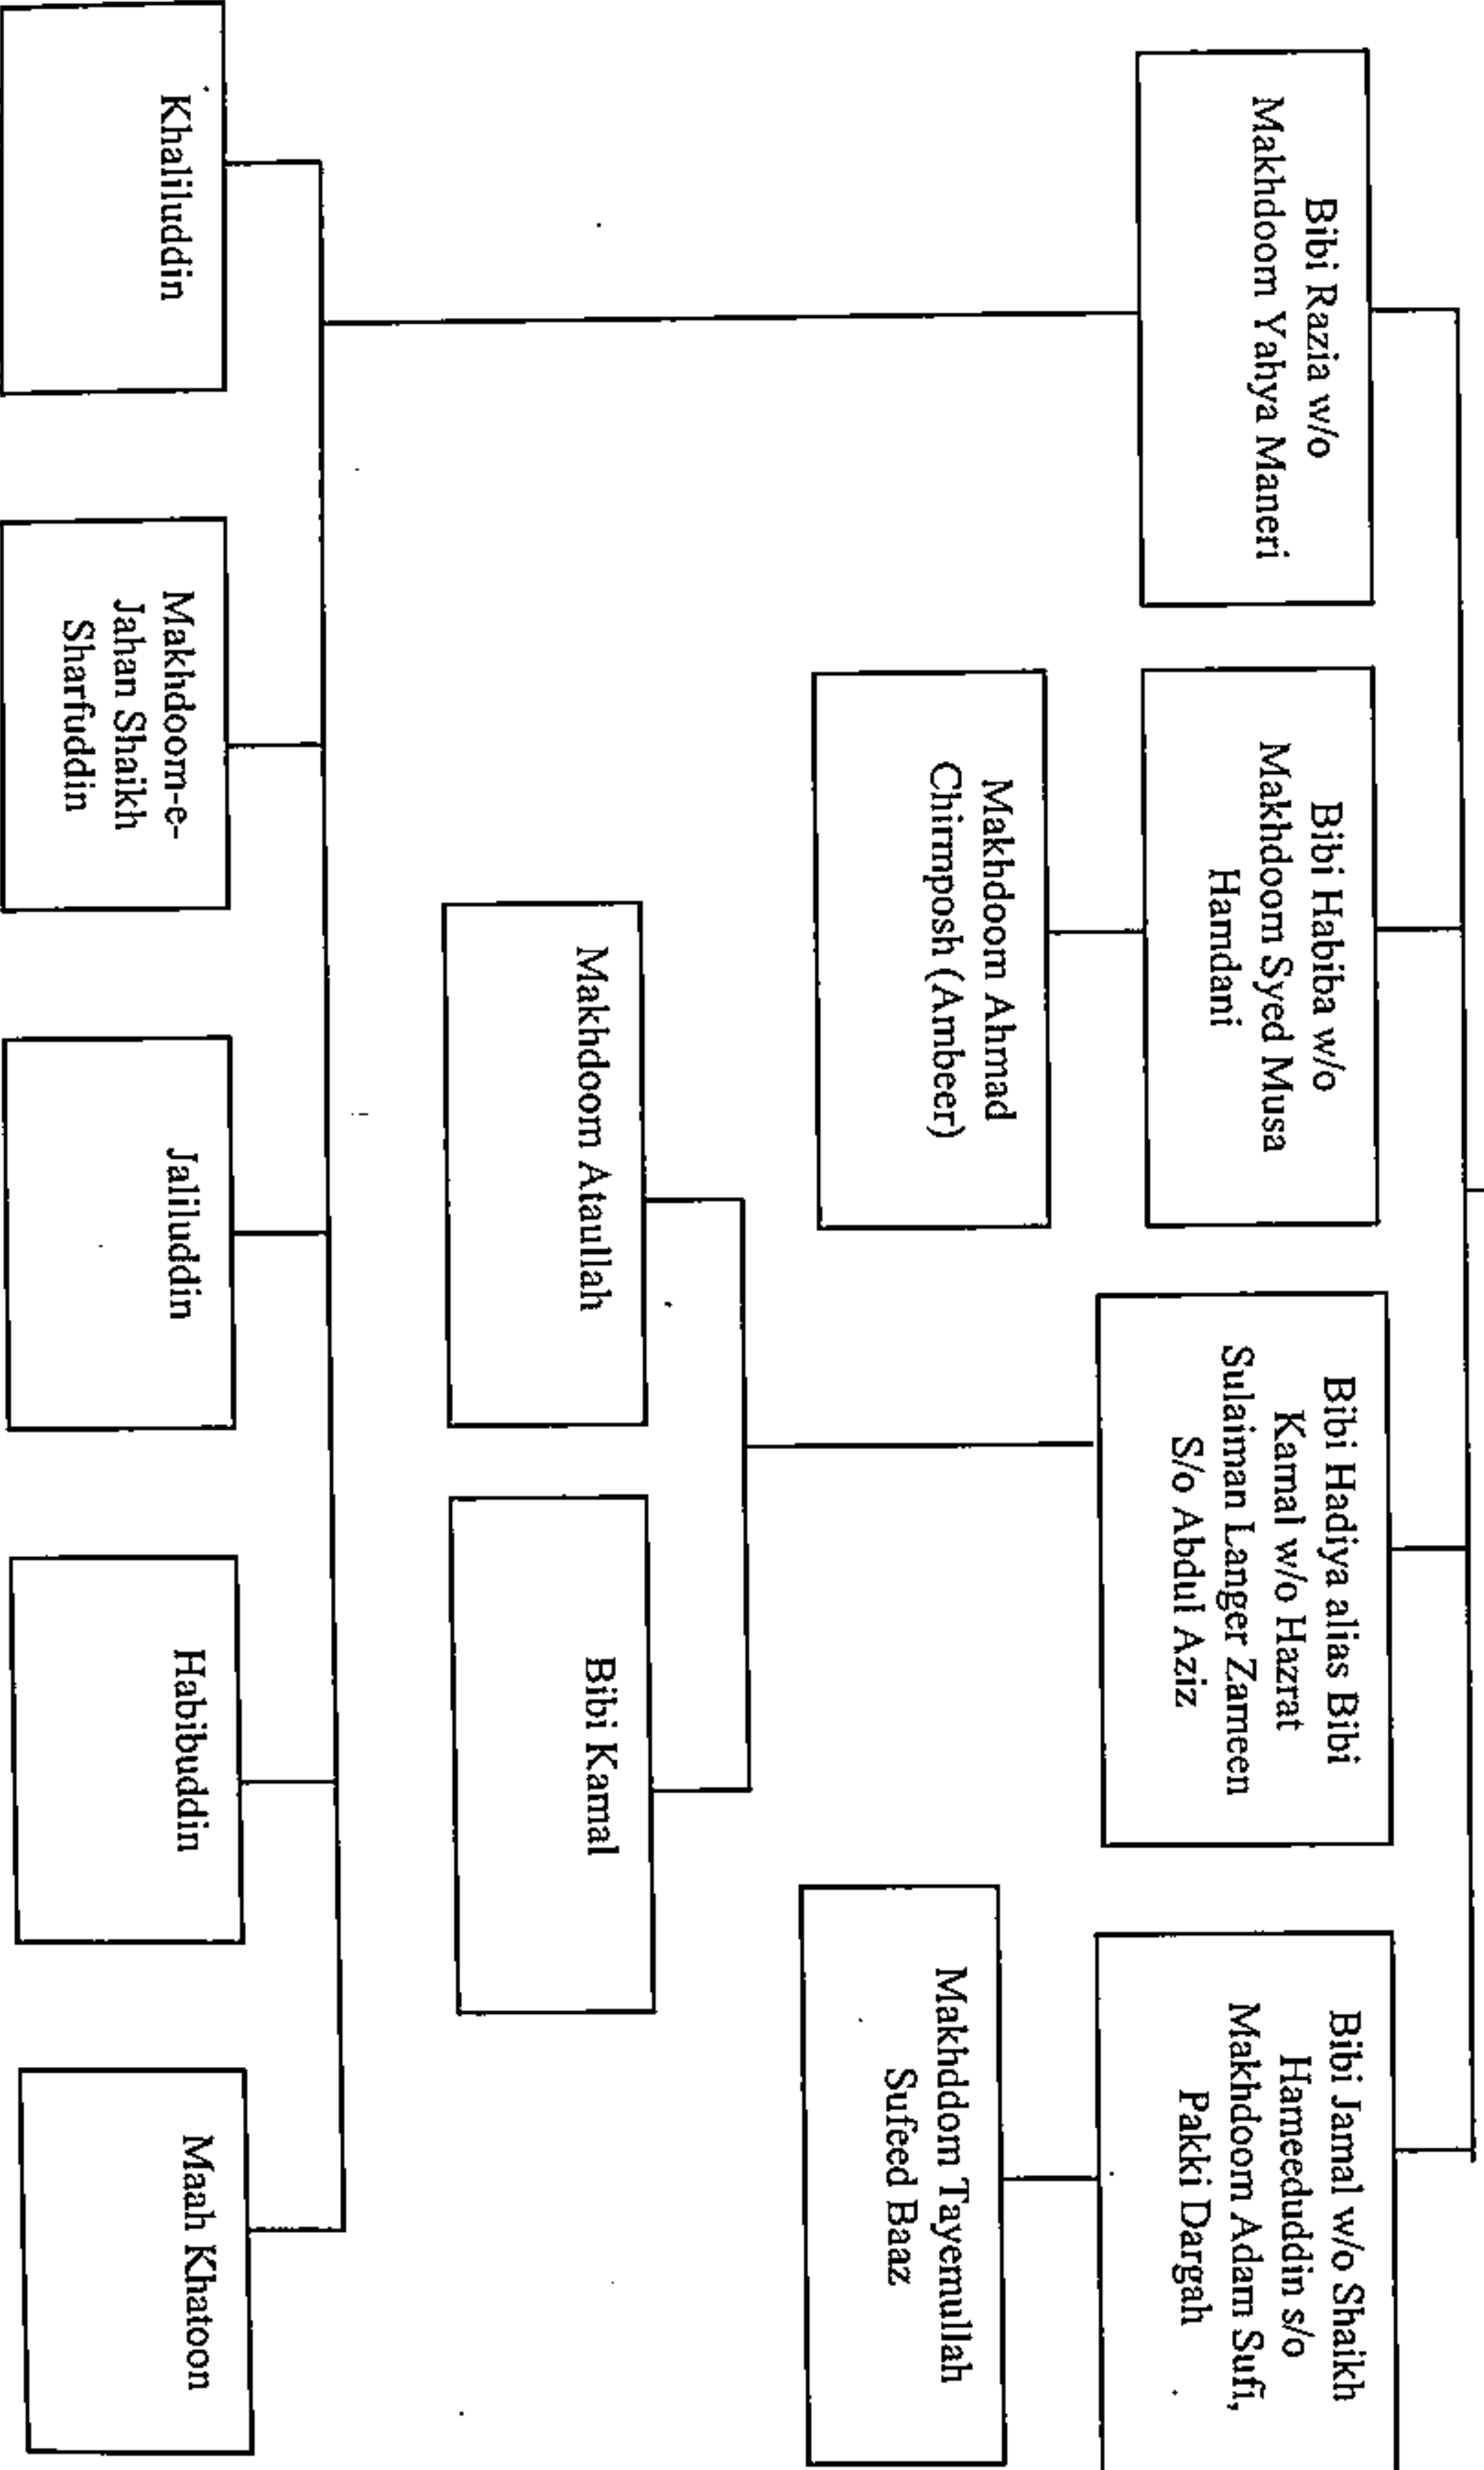 Bibi Razia w/o
Makhdoom Yahya Maneri
Bibi Habiba w/o
Makhdoom Syed Musa
Hamdani
Bibi Hadiya alias Bibi
Kamal w/o Hazrat
Sulaiman Langer Zameen
S/o Abdul Aziz
Bibi Jamal w/o Shaikh
Hameeduddin s/o
Makhdoom Adam Sufi,
Pakki Dargah
Makhdoom Ahmad
Chirmposh (Ambeer)
Makhddom Tayemullah
Sufeed Baaz
Makhdoom Ataullah
Bibi Kamal
Khaliluddin
Makhdoom-e-
Jahan Shaikh
Sharfuddin
Jaliluddin
Habibuddin
Maah Khatoon